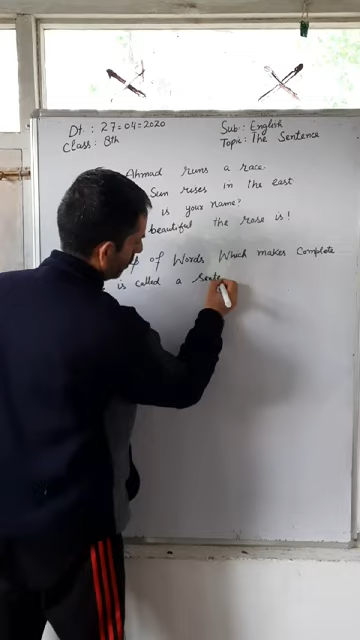 Dt. : 27-04-2020
Class: 8th
Sub.: English
Topic: The Sentence
Ahmad runs a race.
Sun rises in the east
is your name?
beautiful the rose is!
of Words Which makes Complete
is called a Sente